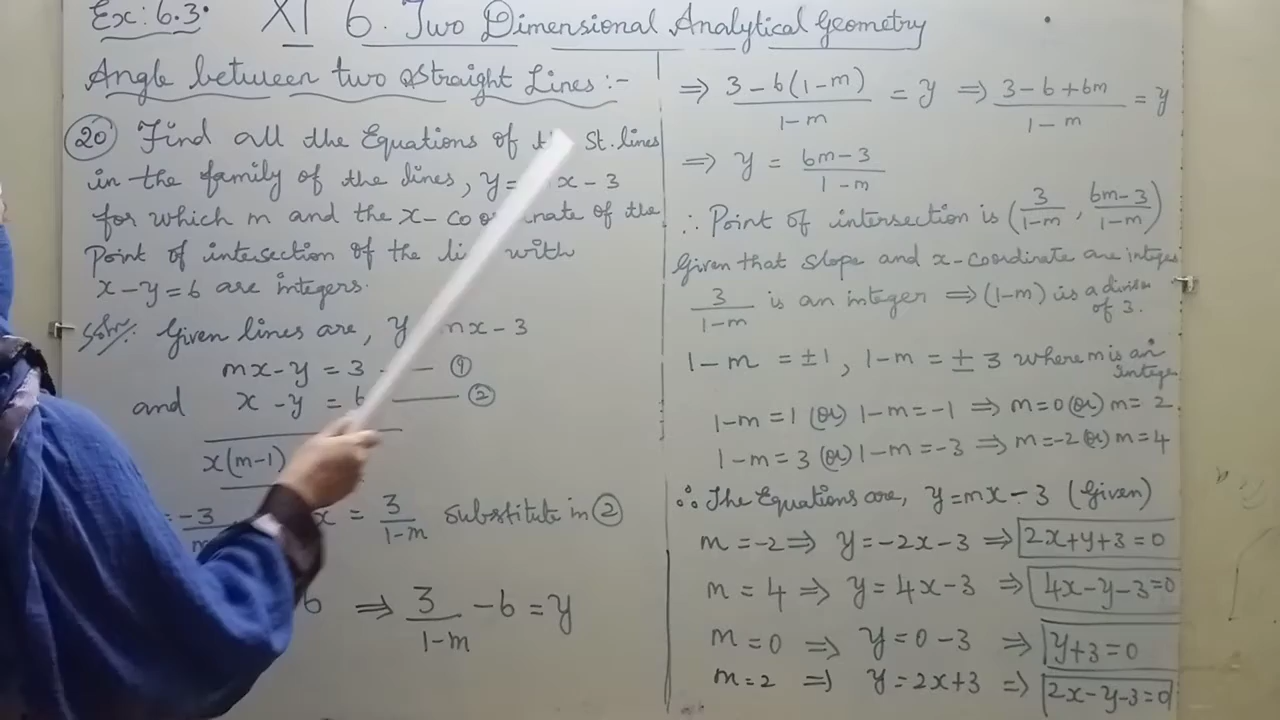 Ex: 6.3. XI 6. Two Dimensional Analytical Geometry
Angle between two Straight Lines :-
20 Find all the Equations of St. lines
in the family of the lines, y = x - 3
for which m and the x-coordinate of the
Point of intersection of the with
x - y = 6 are integers.
Soln: Given lines are, y mx - 3
mx - y = 3 — ①
and x - y = 6 — ②
x(m-1)
-3 x = 3/(1-m) substitute in ②
6 ⇒ 3/(1-m) - 6 = y
⇒ (3 - 6(1-m))/(1-m) = y ⇒ (3 - 6 + 6m)/(1-m) = y
⇒ y = (6m-3)/(1-m)
∴ Point of intersection is (3/(1-m), (6m-3)/(1-m))
Given that slope and x-coordinate are integers
3/(1-m) is an integer ⇒ (1-m) is a divisor
of 3.
1-m = ±1, 1-m = ±3 where m is an
integer
1-m = 1 (or) 1-m = -1 ⇒ m=0 (or) m=2
1-m = 3 (or) 1-m = -3 ⇒ m=-2 (or) m=4
∴ The Equations are, y = mx - 3 (Given)
m = -2 ⇒ y = -2x - 3 ⇒ 2x+y+3=0
m = 4 ⇒ y = 4x - 3 ⇒ 4x-y-3=0
m = 0 ⇒ y = 0 - 3 ⇒ y+3=0
m = 2 ⇒ y = 2x+3 ⇒ 2x-y-3=0